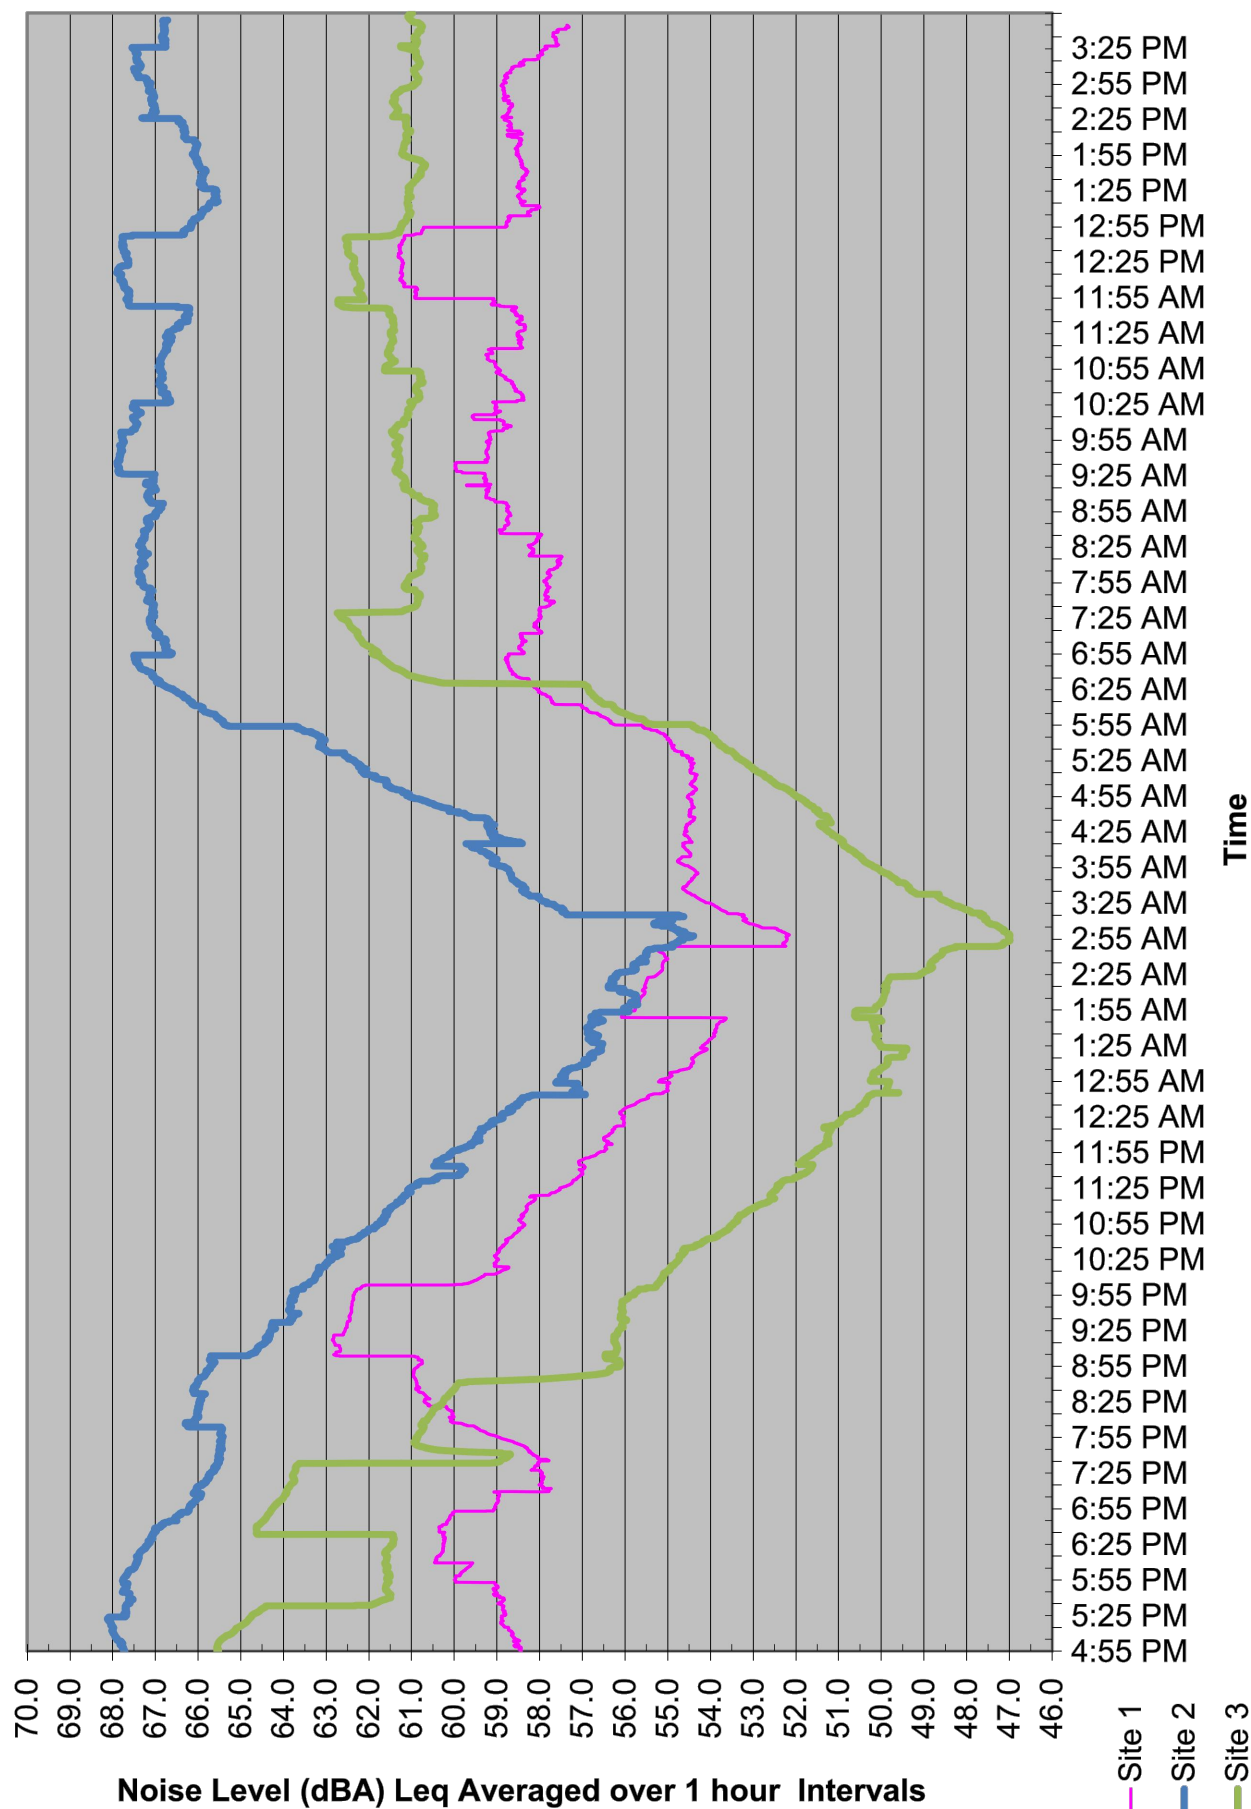 3:25 PM
2:55 PM
2:25 PM
1:55 PM
1:25 PM
12:55 PM
12:25 PM
11:55 AM
11:25 AM
10:55 AM
10:25 AM
9:55 AM
9:25 AM
8:55 AM
8:25 AM
7:55 AM
7:25 AM
6:55 AM
6:25 AM
5:55 AM
5:25 AM
4:55 AM
4:25 AM
3:55 AM
3:25 AM
2:55 AM
2:25 AM
1:55 AM
1:25 AM
12:55 AM
12:25 AM
11:55 PM
11:25 PM
10:55 PM
10:25 PM
9:55 PM
9:25 PM
8:55 PM
8:25 PM
7:55 PM
7:25 PM
6:55 PM
6:25 PM
5:55 PM
5:25 PM
4:55 PM
Time
70.0
69.0
68.0
67.0
66.0
65.0
64.0
63.0
62.0
61.0
60.0
59.0
58.0
57.0
56.0
55.0
54.0
53.0
52.0
51.0
50.0
49.0
48.0
47.0
46.0
Noise Level (dBA) Leq Averaged over 1 hour Intervals
Site 1
Site 2
Site 3